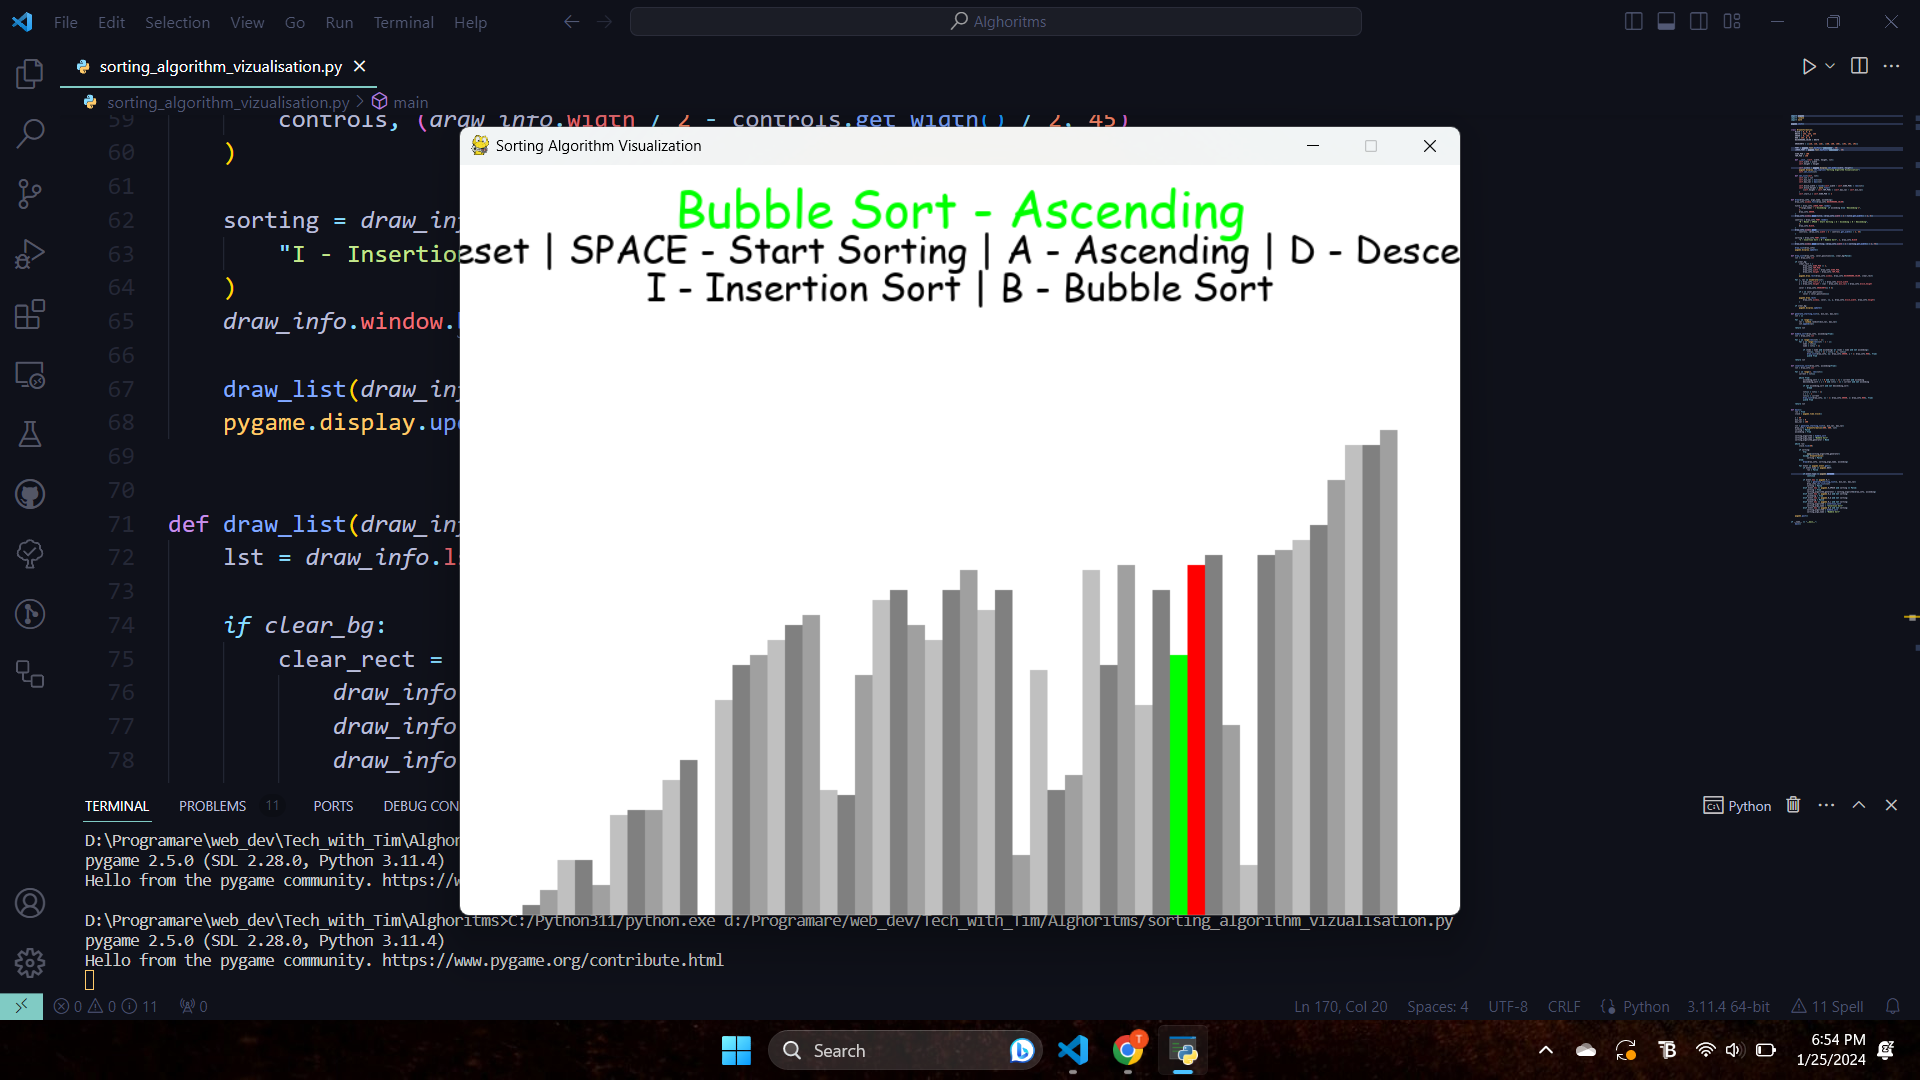 File Edit Selection View Go Run Terminal Help
Alghoritms
sorting_algorithm_vizualisation.py
sorting_algorithm_vizualisation.py > main
59 controls, (draw_info.width / 2 - controls.get_width() / 2, 45)
60 )
61
62 sorting = draw_inf
63 "I - Insertio
64 )
65 draw_info.window.
66
67 draw_list(draw_inf
68 pygame.display.upd
69
70
71 def draw_list(draw_inf
72 lst = draw_info.ls
73
74 if clear_bg:
75 clear_rect =
76 draw_info
77 draw_info
78 draw_info
Sorting Algorithm Visualization
Bubble Sort - Ascending
eset | SPACE - Start Sorting | A - Ascending | D - Desce
I - Insertion Sort | B - Bubble Sort
TERMINAL PROBLEMS 11 PORTS DEBUG CON
Python
D:\Programare\web_dev\Tech_with_Tim\Alghor
pygame 2.5.0 (SDL 2.28.0, Python 3.11.4)
Hello from the pygame community. https://w
D:\Programare\web_dev\Tech_with_Tim\Alghoritms>C:/Python311/python.exe d:/Programare/web_dev/Tech_with_Tim/Alghoritms/sorting_algorithm_vizualisation.py
pygame 2.5.0 (SDL 2.28.0, Python 3.11.4)
Hello from the pygame community. https://www.pygame.org/contribute.html
0 0 11 0
Ln 170, Col 20 Spaces: 4 UTF-8 CRLF Python 3.11.4 64-bit 11 Spell
Search
T
6:54 PM
1/25/2024